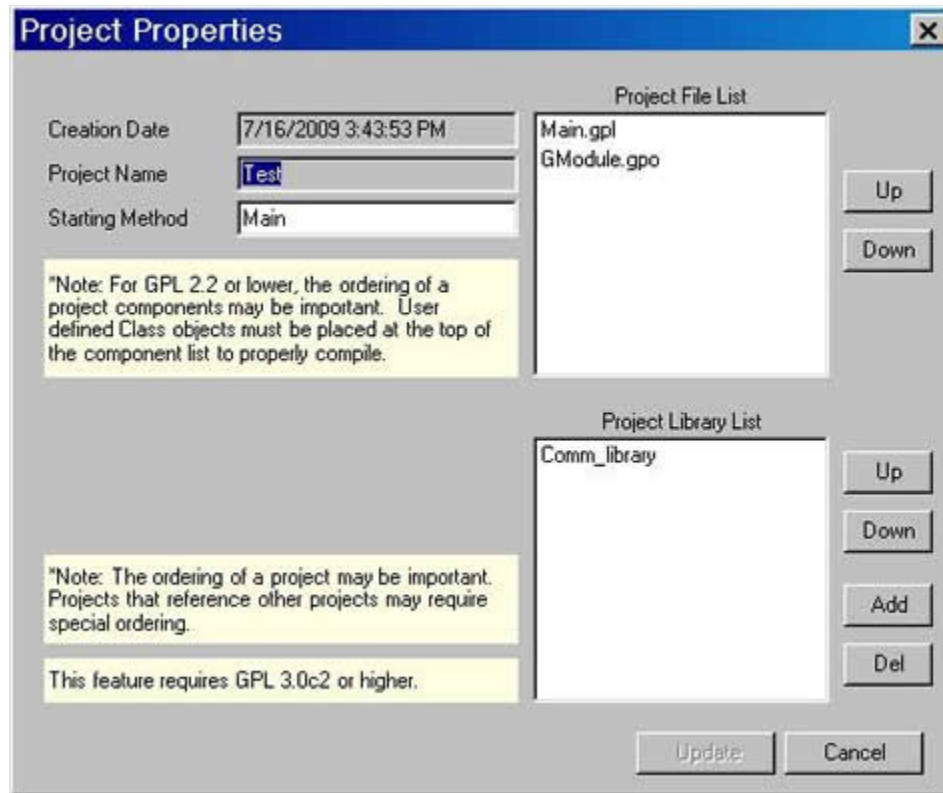 Project Properties
Creation Date 7/16/2009 3:43:53 PM
Project Name Test
Starting Method Main
"Note: For GPL 2.2 or lower, the ordering of a
project components may be important. User
defined Class objects must be placed at the top of
the component list to properly compile.
Project File List
Main.gpl
GModule.gpo
Up
Down
Project Library List
Comm_library
Up
Down
Add
Del
"Note: The ordering of a project may be important.
Projects that reference other projects may require
special ordering.
This feature requires GPL 3.0c2 or higher.
Update
Cancel